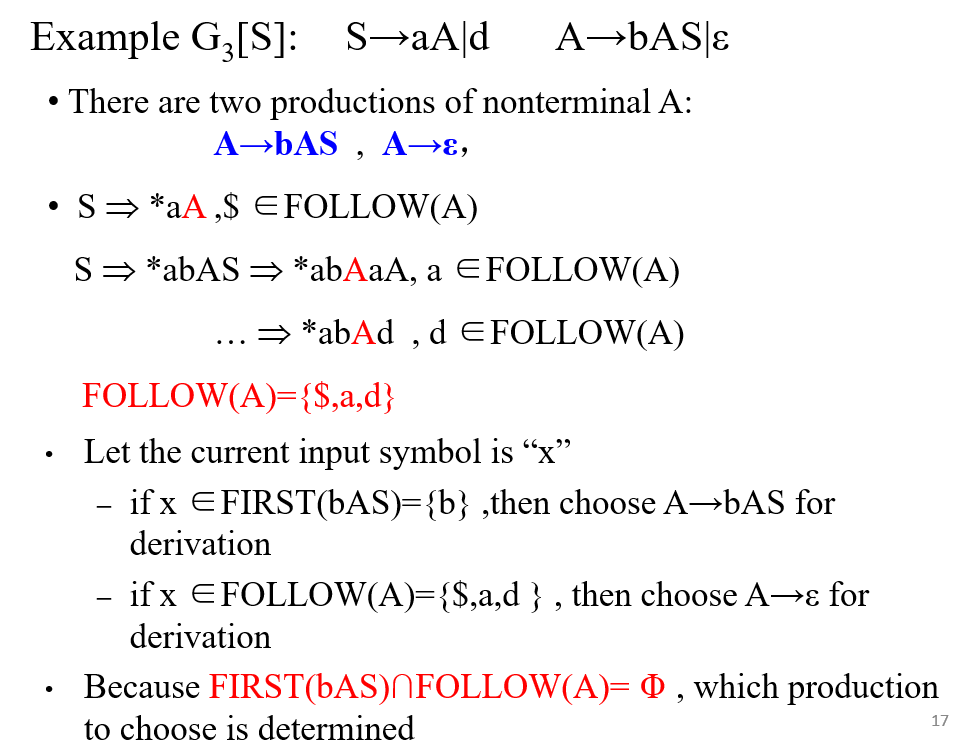 Example G₃[S]: S→aA|d A→bAS|ε
• There are two productions of nonterminal A:
A→bAS , A→ε,
• S ⇒ *aA ,$ ∈FOLLOW(A)
S ⇒ *abAS ⇒ *abAaA, a ∈FOLLOW(A)
… ⇒ *abAd , d ∈FOLLOW(A)
FOLLOW(A)={$,a,d}
• Let the current input symbol is “x”
– if x ∈FIRST(bAS)={b} ,then choose A→bAS for
derivation
– if x ∈FOLLOW(A)={$,a,d } , then choose A→ε for
derivation
• Because FIRST(bAS)∩FOLLOW(A)= Φ , which production
to choose is determined
17